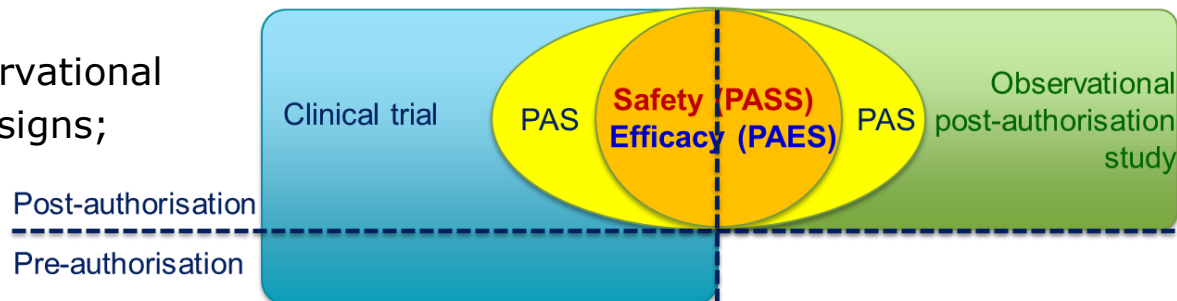 rvational
signs;
Clinical trial
PAS
Safety (PASS)
Efficacy (PAES)
PAS
Observational
post-authorisation
study
Post-authorisation
Pre-authorisation